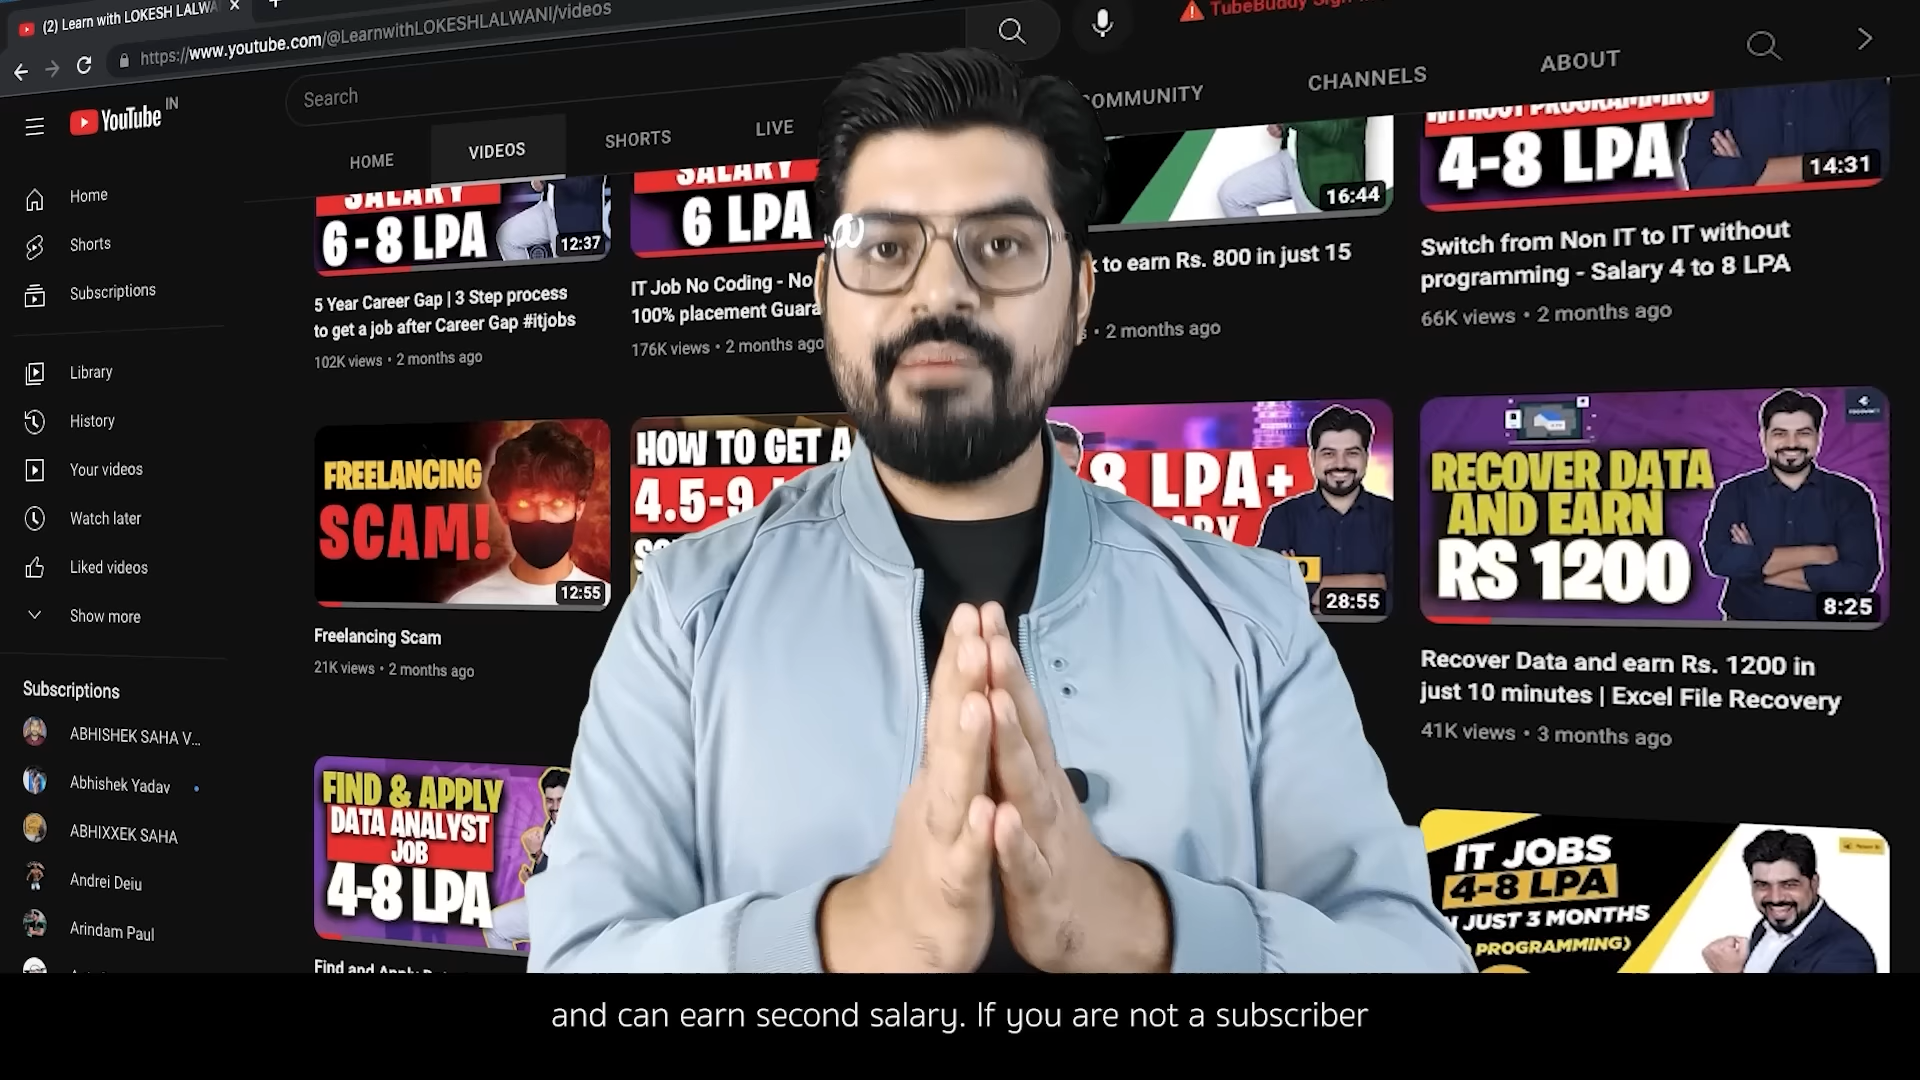 (2) Learn with LOKESH LALWA
https://www.youtube.com/@LearnwithLOKESHLALWANI/videos
YouTube IN
Search
HOME
VIDEOS
SHORTS
LIVE
COMMUNITY
CHANNELS
ABOUT
Home
Shorts
Subscriptions
Library
History
Your videos
Watch later
Liked videos
Show more
Subscriptions
ABHISHEK SAHA V...
Abhishek Yadav
ABHIXXEK SAHA
Andrei Deiu
Arindam Paul
SALARY
6-8 LPA
12:37
5 Year Career Gap | 3 Step process
to get a job after Career Gap #itjobs
102K views • 2 months ago
SALARY
6 LPA
IT Job No Coding - No
100% placement Guara
176K views • 2 months ago
16:44
to earn Rs. 800 in just 15
• 2 months ago
WITHOUT PROGRAMMING
4-8 LPA
14:31
Switch from Non IT to IT without
programming - Salary 4 to 8 LPA
66K views • 2 months ago
FREELANCING
SCAM!
12:55
Freelancing Scam
21K views • 2 months ago
HOW TO GET A
4.5-9
8 LPA+
28:55
RECOVER DATA
AND EARN
RS 1200
8:25
Recover Data and earn Rs. 1200 in
just 10 minutes | Excel File Recovery
41K views • 3 months ago
FIND & APPLY
DATA ANALYST
JOB
4-8 LPA
Find and
IT JOBS
4-8 LPA
JUST 3 MONTHS
PROGRAMMING)
and can earn second salary. If you are not a subscriber